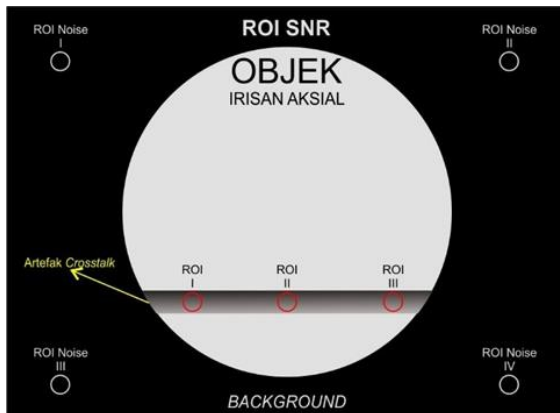 ROI SNR
ROI Noise
I
ROI Noise
II
OBJEK
IRISAN AKSIAL
Artefak Crosstalk
ROI
I
ROI
II
ROI
III
ROI Noise
III
ROI Noise
IV
BACKGROUND